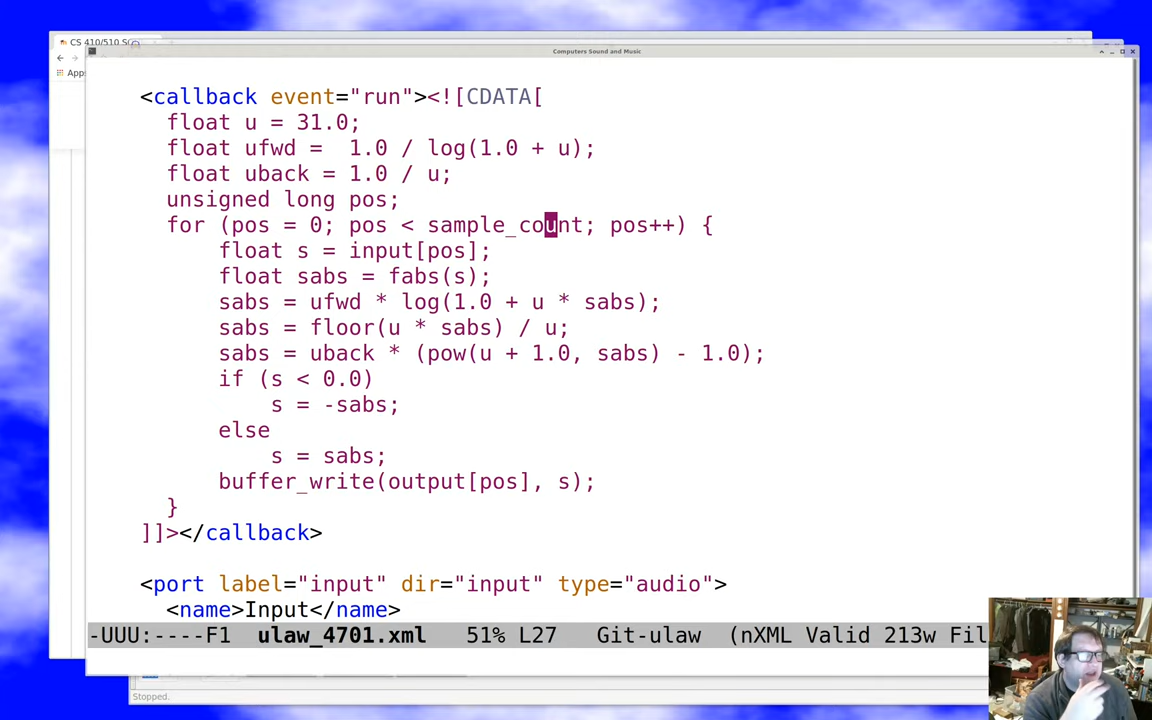 CS 410/510 S
Computers Sound and Music
Apps
<callback event="run"><![CDATA[
float u = 31.0;
float ufwd =  1.0 / log(1.0 + u);
float uback = 1.0 / u;
unsigned long pos;
for (pos = 0; pos < sample_count; pos++) {
float s = input[pos];
float sabs = fabs(s);
sabs = ufwd * log(1.0 + u * sabs);
sabs = floor(u * sabs) / u;
sabs = uback * (pow(u + 1.0, sabs) - 1.0);
if (s < 0.0)
s = -sabs;
else
s = sabs;
buffer_write(output[pos], s);
}
]]></callback>
<port label="input" dir="input" type="audio">
<name>Input</name>
-UUU:----F1  ulaw_4701.xml   51% L27   Git-ulaw  (nXML Valid 213w Fil
Stopped.